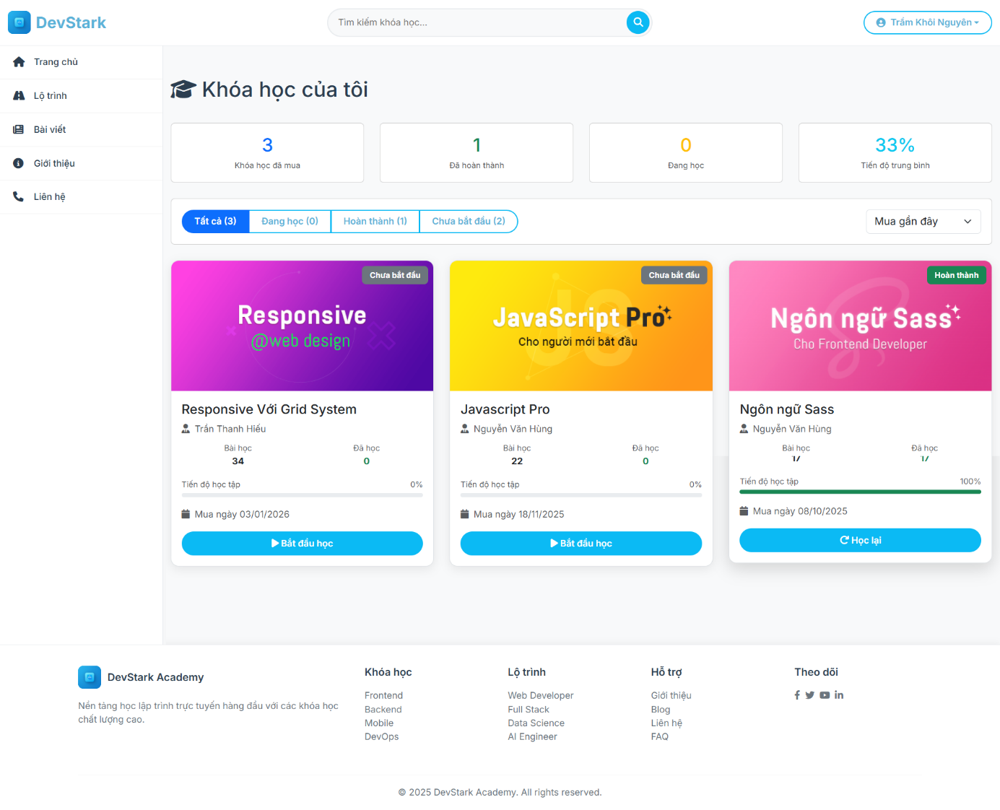 DevStark
Tìm kiếm khóa học...
Trầm Khôi Nguyên
Trang chủ
Lộ trình
Bài viết
Giới thiệu
Liên hệ
Khóa học của tôi
3
Khóa học đã mua
1
Đã hoàn thành
0
Đang học
33%
Tiến độ trung bình
Tất cả (3)
Đang học (0)
Hoàn thành (1)
Chưa bắt đầu (2)
Mua gần đây
Chưa bắt đầu
Responsive
@web design
Responsive Với Grid System
Trần Thanh Hiếu
Bài học
Đã học
34
0
Tiến độ học tập
0%
Mua ngày 03/01/2026
Bắt đầu học
Chưa bắt đầu
JS
JavaScript Pro
Cho người mới bắt đầu
Javascript Pro
Nguyễn Văn Hùng
Bài học
Đã học
22
0
Tiến độ học tập
0%
Mua ngày 18/11/2025
Bắt đầu học
Hoàn thành
Ngôn ngữ Sass
Cho Frontend Developer
Ngôn ngữ Sass
Nguyễn Văn Hùng
Bài học
Đã học
17
17
Tiến độ học tập
100%
Mua ngày 08/10/2025
Học lại
DevStark Academy
Nền tảng học lập trình trực tuyến hàng đầu với các khóa học
chất lượng cao.
Khóa học
Frontend
Backend
Mobile
DevOps
Lộ trình
Web Developer
Full Stack
Data Science
AI Engineer
Hỗ trợ
Giới thiệu
Blog
Liên hệ
FAQ
Theo dõi
© 2025 DevStark Academy. All rights reserved.